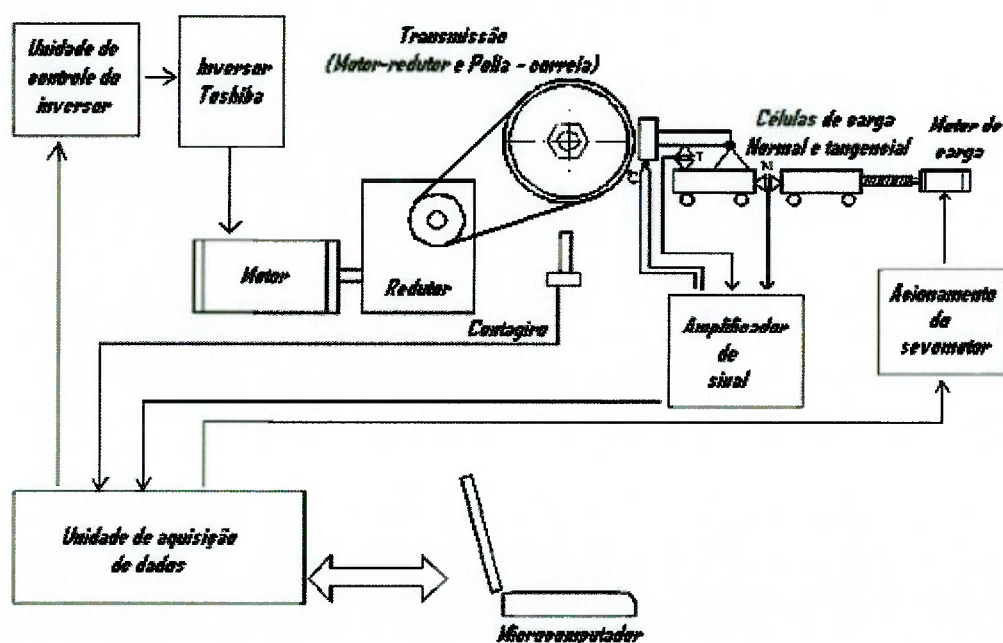 Unidade de
controle do
inversor
Inversor
Toshiba
Transmissão
(Motor-redutor e Polia - correia)
Células de carga
Normal e tangencial
Motor de
carga
T
N
C
Motor
Redutor
Contagiro
Amplificador
de
sinal
Acionamento
do
sevomotor
Unidade de aquisição
de dados
Microcomputador